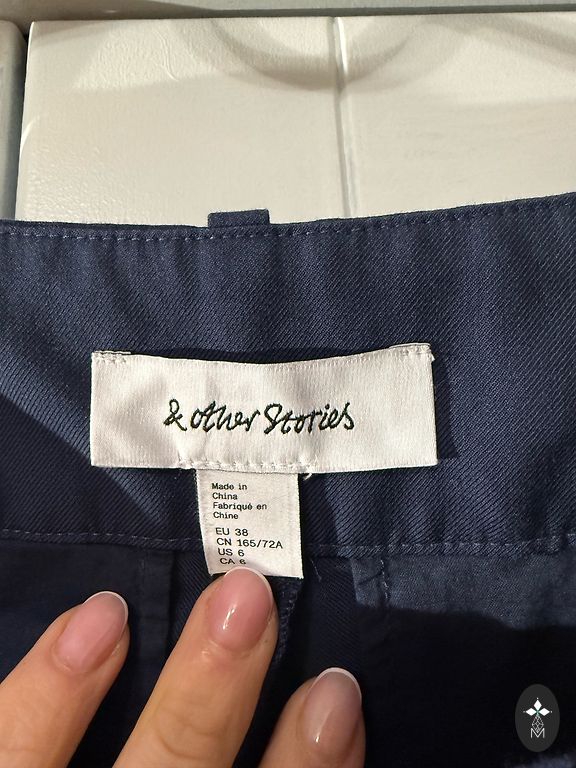 & other Stories
Made in
China
Fabriqué en
Chine
EU 38
CN 165/72A
US 6
CA 6
M